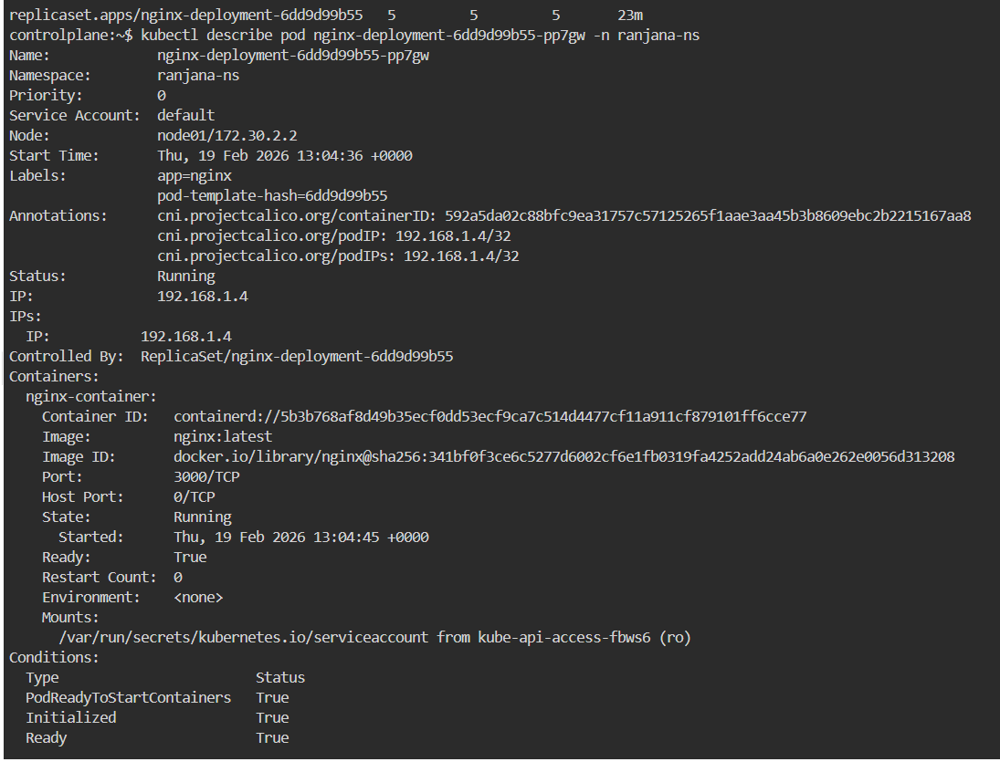 replicaset.apps/nginx-deployment-6dd9d99b55   5         5         5       23m
controlplane:~$ kubectl describe pod nginx-deployment-6dd9d99b55-pp7gw -n ranjana-ns
Name:             nginx-deployment-6dd9d99b55-pp7gw
Namespace:        ranjana-ns
Priority:         0
Service Account:  default
Node:             node01/172.30.2.2
Start Time:       Thu, 19 Feb 2026 13:04:36 +0000
Labels:           app=nginx
                  pod-template-hash=6dd9d99b55
Annotations:      cni.projectcalico.org/containerID: 592a5da02c88bfc9ea31757c57125265f1aae3aa45b3b8609ebc2b2215167aa8
                  cni.projectcalico.org/podIP: 192.168.1.4/32
                  cni.projectcalico.org/podIPs: 192.168.1.4/32
Status:           Running
IP:               192.168.1.4
IPs:
  IP:           192.168.1.4
Controlled By:  ReplicaSet/nginx-deployment-6dd9d99b55
Containers:
  nginx-container:
    Container ID:   containerd://5b3b768af8d49b35ecf0dd53ecf9ca7c514d4477cf11a911cf879101ff6cce77
    Image:          nginx:latest
    Image ID:       docker.io/library/nginx@sha256:341bf0f3ce6c5277d6002cf6e1fb0319fa4252add24ab6a0e262e0056d313208
    Port:           3000/TCP
    Host Port:      0/TCP
    State:          Running
      Started:      Thu, 19 Feb 2026 13:04:45 +0000
    Ready:          True
    Restart Count:  0
    Environment:    <none>
    Mounts:
      /var/run/secrets/kubernetes.io/serviceaccount from kube-api-access-fbws6 (ro)
Conditions:
  Type                        Status
  PodReadyToStartContainers   True
  Initialized                 True
  Ready                       True